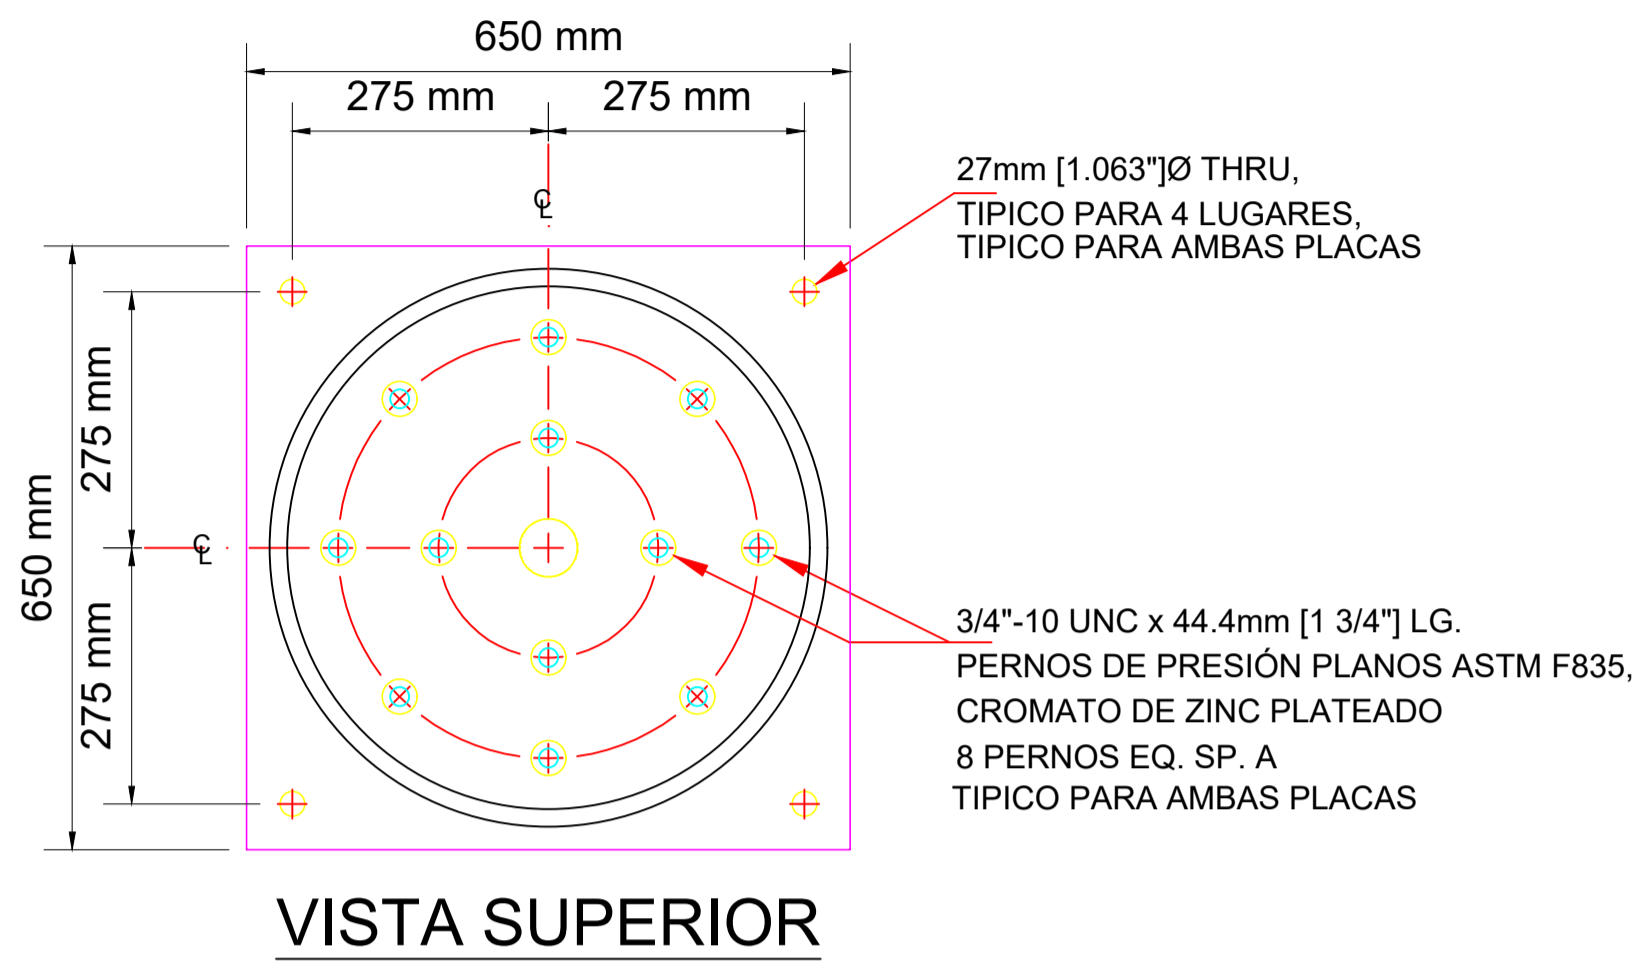 650 mm
275 mm 275 mm
27mm [1.063"]Ø THRU,
TIPICO PARA 4 LUGARES,
TIPICO PARA AMBAS PLACAS
℄
275 mm
650 mm
℄
275 mm
3/4"-10 UNC x 44.4mm [1 3/4"] LG.
PERNOS DE PRESIÓN PLANOS ASTM F835,
CROMATO DE ZINC PLATEADO
8 PERNOS EQ. SP. A
TIPICO PARA AMBAS PLACAS
VISTA SUPERIOR